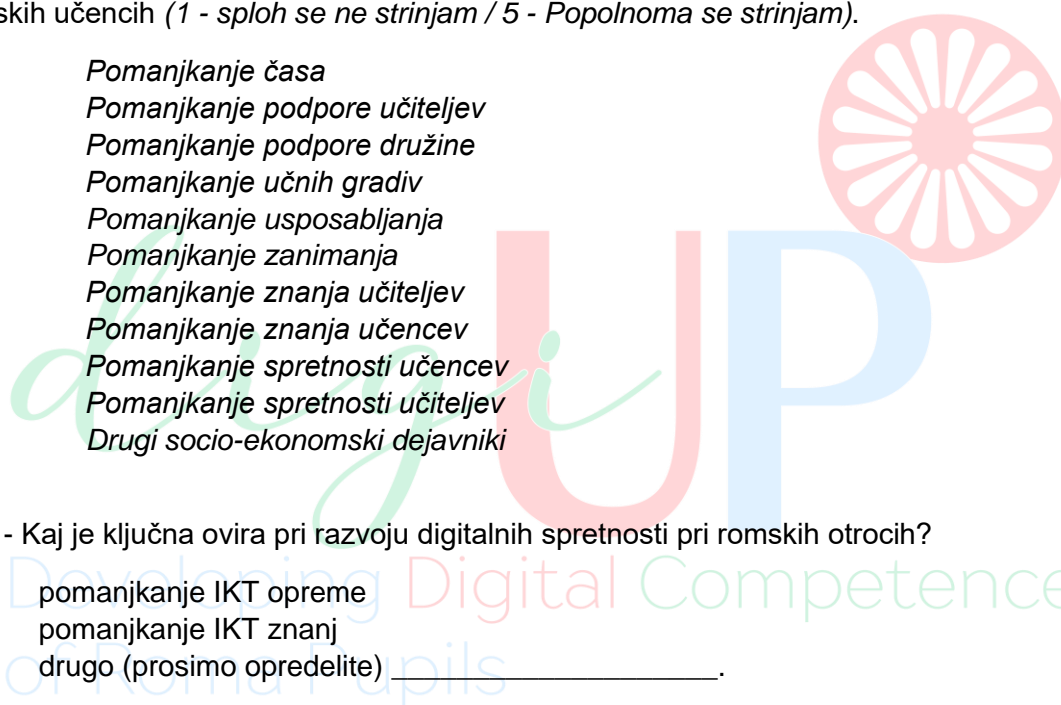 skih učencih (1 - sploh se ne strinjam / 5 - Popolnoma se strinjam).
Pomanjkanje časa
Pomanjkanje podpore učiteljev
Pomanjkanje podpore družine
Pomanjkanje učnih gradiv
Pomanjkanje usposabljanja
Pomanjkanje zanimanja
Pomanjkanje znanja učiteljev
Pomanjkanje znanja učencev
Pomanjkanje spretnosti učencev
Pomanjkanje spretnosti učiteljev
Drugi socio-ekonomski dejavniki
digiUP
- Kaj je ključna ovira pri razvoju digitalnih spretnosti pri romskih otrocih?
Developing Digital Competence
pomanjkanje IKT opreme
pomanjkanje IKT znanj
of Roma Pupils
drugo (prosimo opredelite) _____________________.